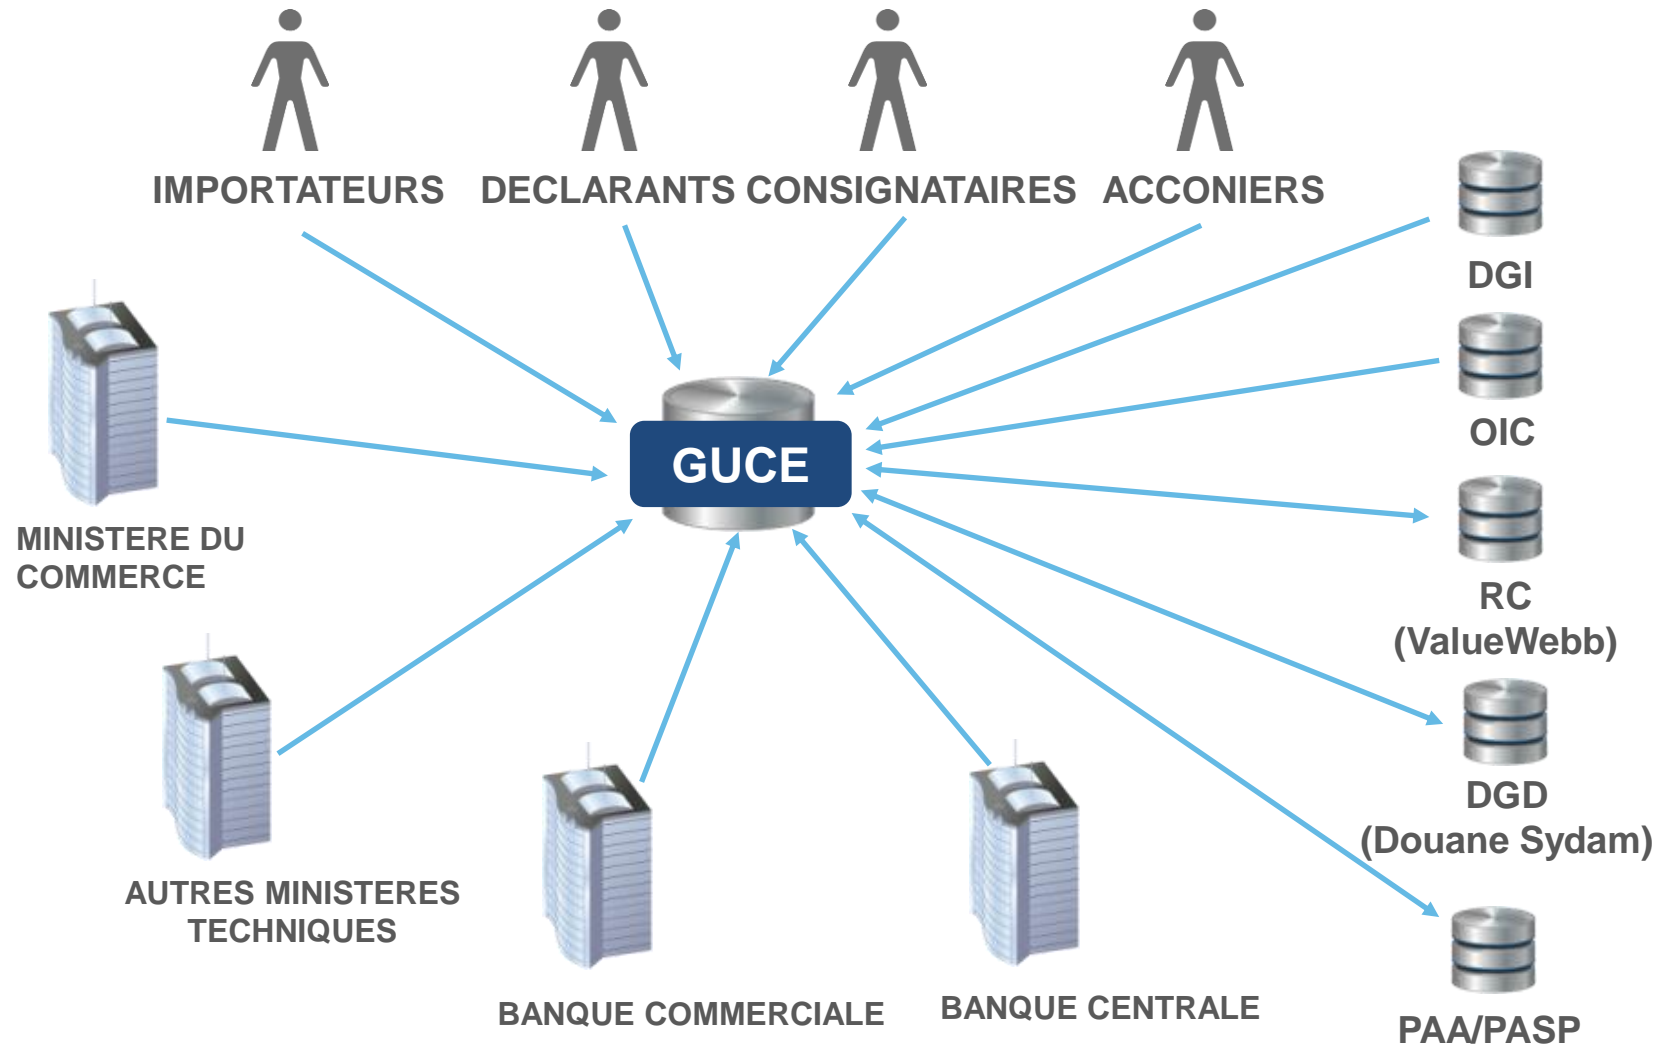 IMPORTATEURS
DECLARANTS
CONSIGNATAIRES
ACCONIERS
DGI
OIC
GUCE
MINISTERE DU
COMMERCE
RC
(ValueWebb)
DGD
(Douane Sydam)
AUTRES MINISTERES
TECHNIQUES
BANQUE COMMERCIALE
BANQUE CENTRALE
PAA/PASP